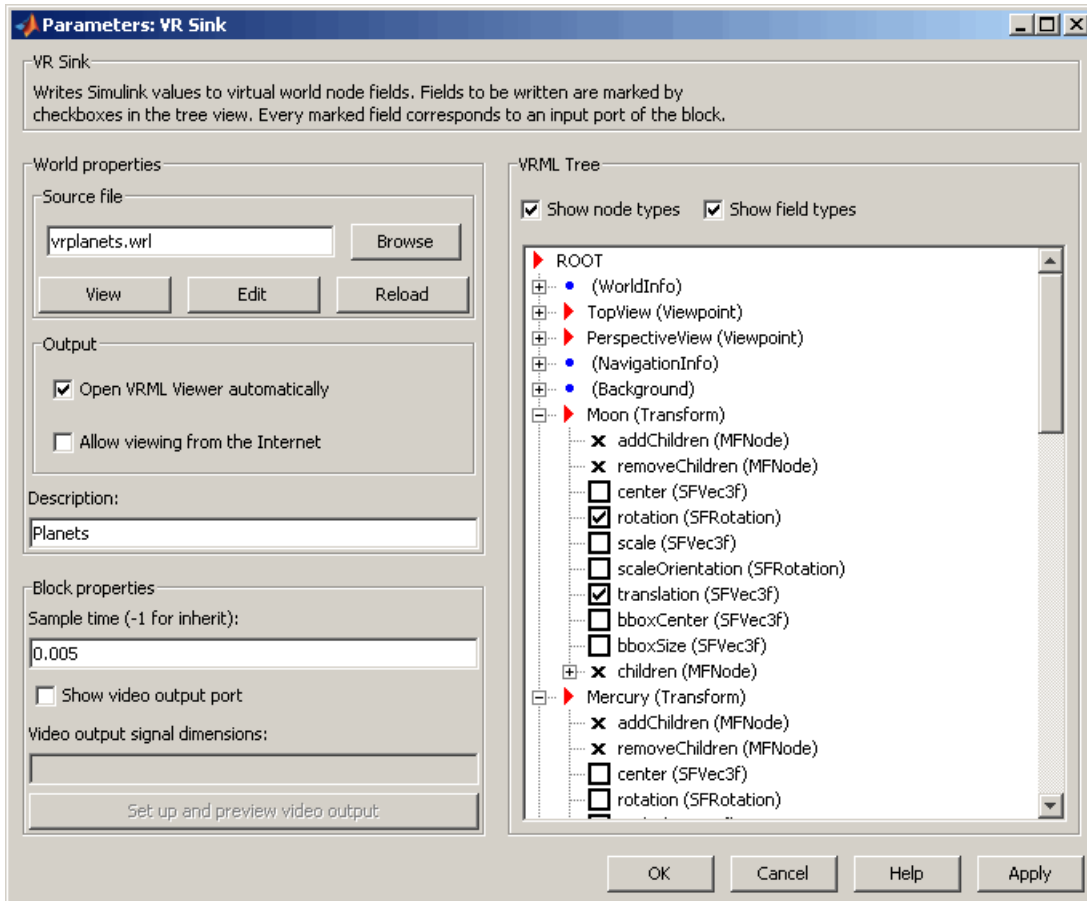 Parameters: VR Sink
VR Sink
Writes Simulink values to virtual world node fields. Fields to be written are marked by
checkboxes in the tree view. Every marked field corresponds to an input port of the block.
World properties
Source file
vrplanets.wrl
Browse
View
Edit
Reload
Output
Open VRML Viewer automatically
Allow viewing from the Internet
Description:
Planets
Block properties
Sample time (-1 for inherit):
0.005
Show video output port
Video output signal dimensions:
Set up and preview video output
VRML Tree
Show node types
Show field types
ROOT
(WorldInfo)
TopView (Viewpoint)
PerspectiveView (Viewpoint)
(NavigationInfo)
(Background)
Moon (Transform)
addChildren (MFNode)
removeChildren (MFNode)
center (SFVec3f)
rotation (SFRotation)
scale (SFVec3f)
scaleOrientation (SFRotation)
translation (SFVec3f)
bboxCenter (SFVec3f)
bboxSize (SFVec3f)
children (MFNode)
Mercury (Transform)
addChildren (MFNode)
removeChildren (MFNode)
center (SFVec3f)
rotation (SFRotation)
OK
Cancel
Help
Apply